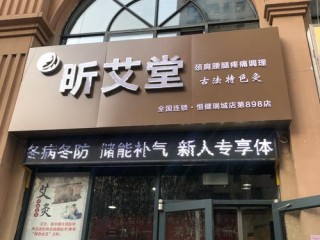 昕艾堂
颈肩腰腿疼痛调理
古法特色灸
全国连锁·恒健瑞城店第898店
冬病冬防 储能补气 新人专享体
艾灸